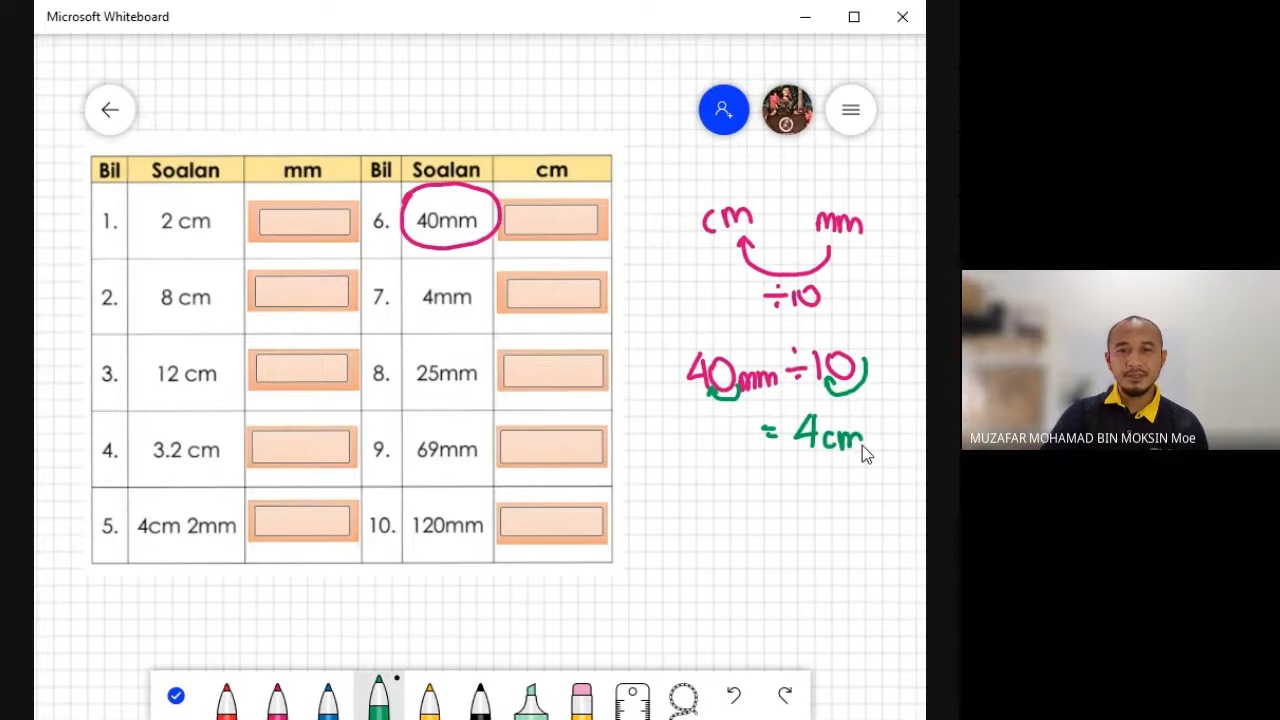 Microsoft Whiteboard
Bil Soalan mm Bil Soalan cm
1. 2 cm 6. 40mm
2. 8 cm 7. 4mm
3. 12 cm 8. 25mm
4. 3.2 cm 9. 69mm
5. 4cm 2mm 10. 120mm
cm mm
÷10
40mm ÷10
= 4cm
MUZAFAR MOHAMAD BIN MOKSIN Moe